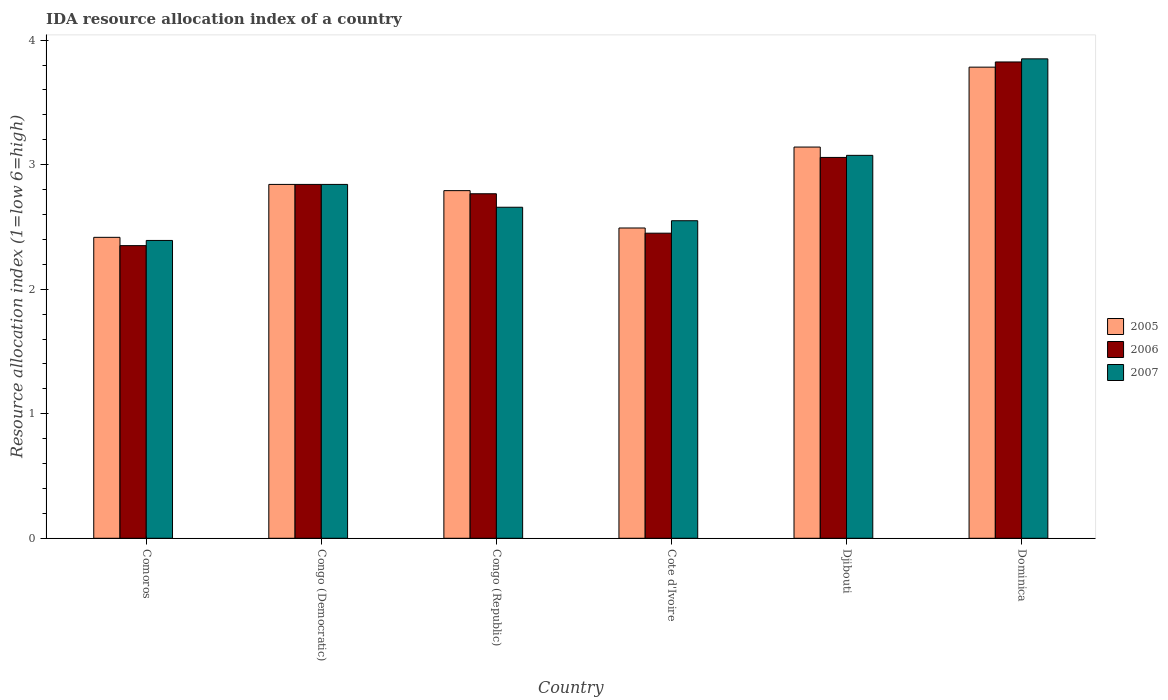 IDA resource allocation index of a country
Resource allocation index (1=low 6=high)
4
3
2
1
0
Comoros
Congo (Democratic)
Congo (Republic)
Cote d'Ivoire
Djibouti
Dominica
Country
2005
2006
2007